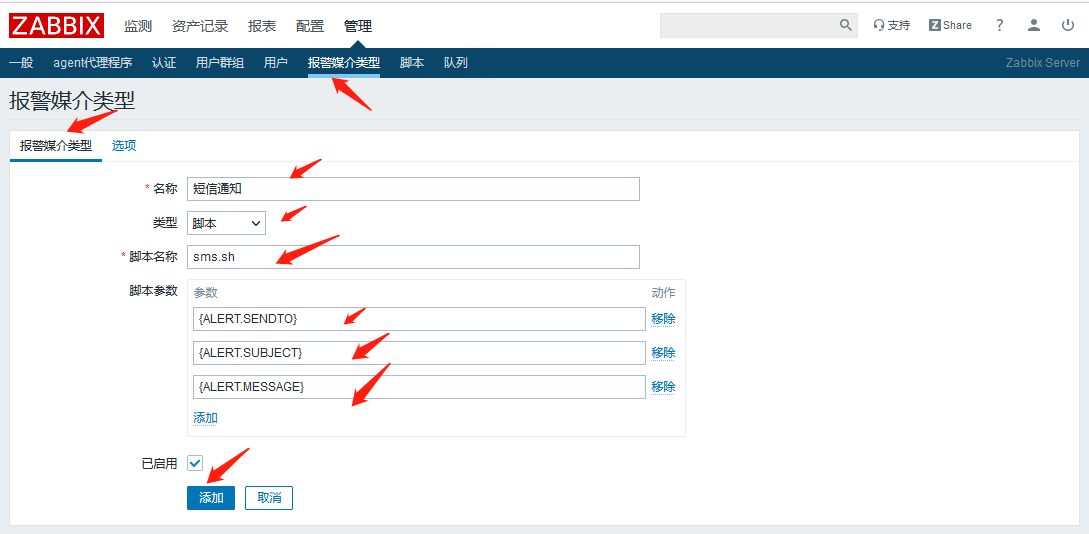 ZABBIX 监测 资产记录 报表 配置 管理 支持 Z Share ?
一般 agent代理程序 认证 用户群组 用户 报警媒介类型 脚本 队列 Zabbix Server
报警媒介类型
报警媒介类型 选项
* 名称 短信通知
类型 脚本
* 脚本名称 sms.sh
脚本参数 参数 动作
{ALERT.SENDTO} 移除
{ALERT.SUBJECT} 移除
{ALERT.MESSAGE} 移除
添加
已启用
添加 取消